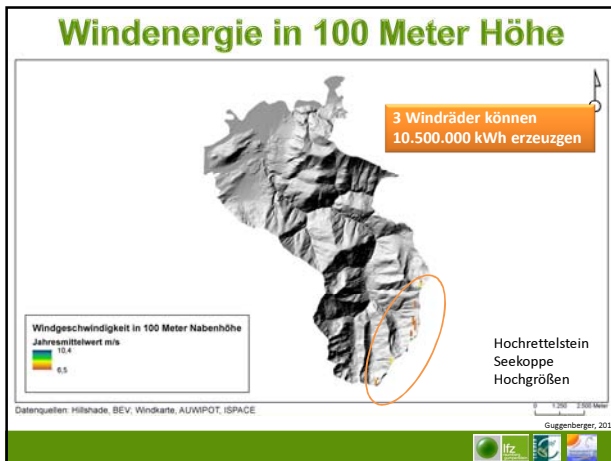 Windenergie in 100 Meter Höhe
3 Windräder können
10.500.000 kWh erzeuzgen
Windgeschwindigkeit in 100 Meter Nabenhöhe
Jahresmittelwert m/s
10,4
6,5
Hochrettelstein
Seekoppe
Hochgrößen
Datenquellen: Hillshade, BEV; Windkarte, AUWIPOT, ISPACE
0 1.250 2.500 Meter
Guggenberger, 201
lfz